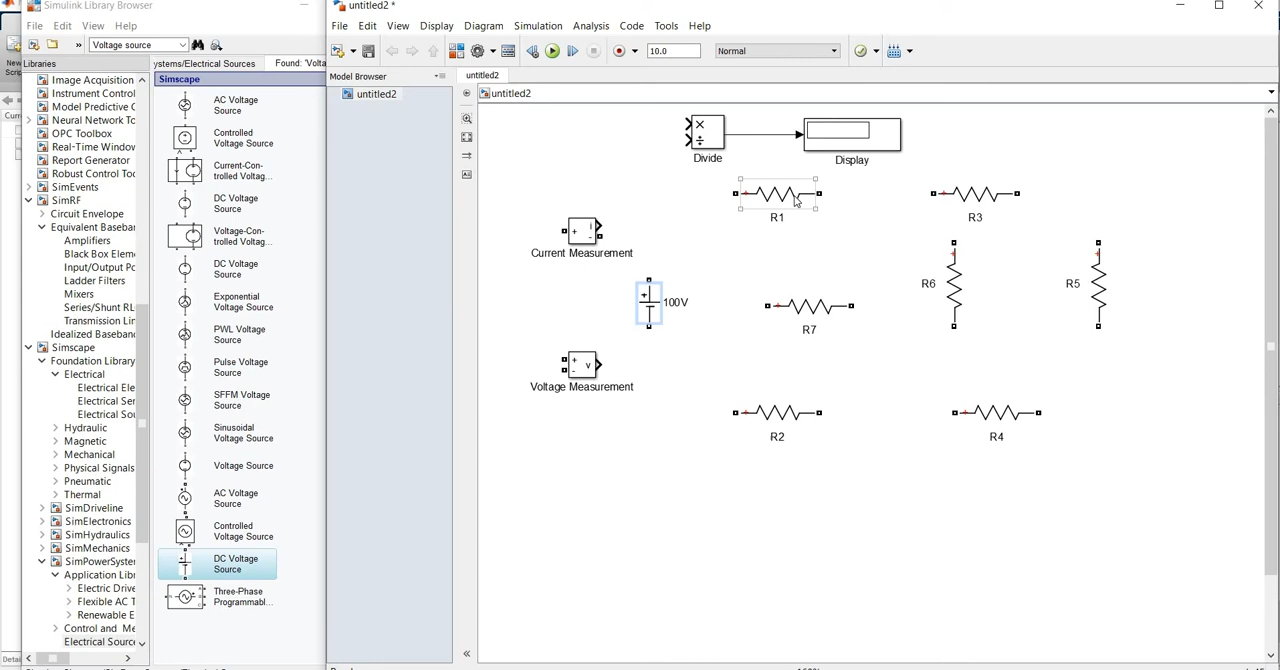 Simulink Library Browser
File Edit View Help
» Voltage source
Libraries
Image Acquisition
Instrument Control
Model Predictive C
Neural Network To
OPC Toolbox
Real-Time Window
Report Generator
Robust Control Too
SimEvents
SimRF
Circuit Envelope
Equivalent Baseba
Amplifiers
Black Box Elem
Input/Output Po
Ladder Filters
Mixers
Series/Shunt RL
Transmission Lin
Idealized Baseban
Simscape
Foundation Library
Electrical
Electrical Ele
Electrical Ser
Electrical Sou
Hydraulic
Magnetic
Mechanical
Physical Signals
Pneumatic
Thermal
SimDriveline
SimElectronics
SimHydraulics
SimMechanics
SimPowerSystem
Application Libr
Electric Drive
Flexible AC T
Renewable E
Control and Me
Electrical Source
ystems/Electrical Sources
Found: 'Volta
Simscape
AC Voltage
Source
Controlled
Voltage Source
Current-Con-
trolled Voltag...
DC Voltage
Source
Voltage-Con-
trolled Voltag...
DC Voltage
Source
Exponential
Voltage Source
PWL Voltage
Source
Pulse Voltage
Source
SFFM Voltage
Source
Sinusoidal
Voltage Source
Voltage Source
AC Voltage
Source
Controlled
Voltage Source
DC Voltage
Source
Three-Phase
Programmabl...
New
Scrip
Curr
Detai
untitled2 *
File Edit View Display Diagram Simulation Analysis Code Tools Help
10.0 Normal
Model Browser
untitled2
untitled2
untitled2
× ÷
Divide
Display
R1
R3
+ i -
Current Measurement
R6
R5
+ 100V
R7
+ - v
Voltage Measurement
R2
R4